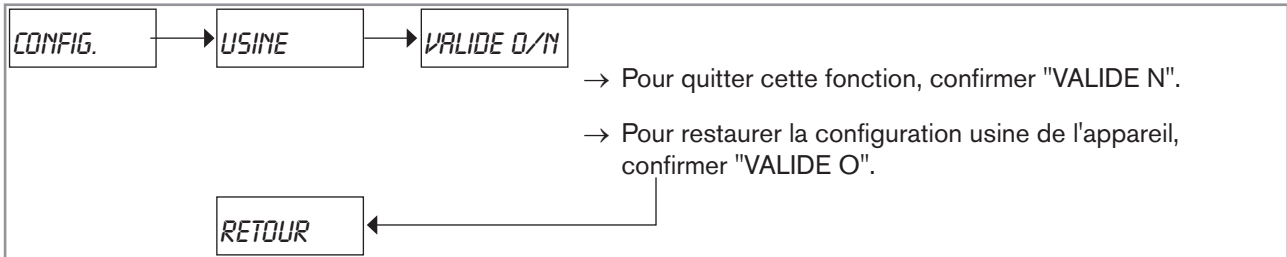 CONFIG. USINE VALIDE O/N
→ Pour quitter cette fonction, confirmer "VALIDE N".
→ Pour restaurer la configuration usine de l'appareil,
confirmer "VALIDE O".
RETOUR